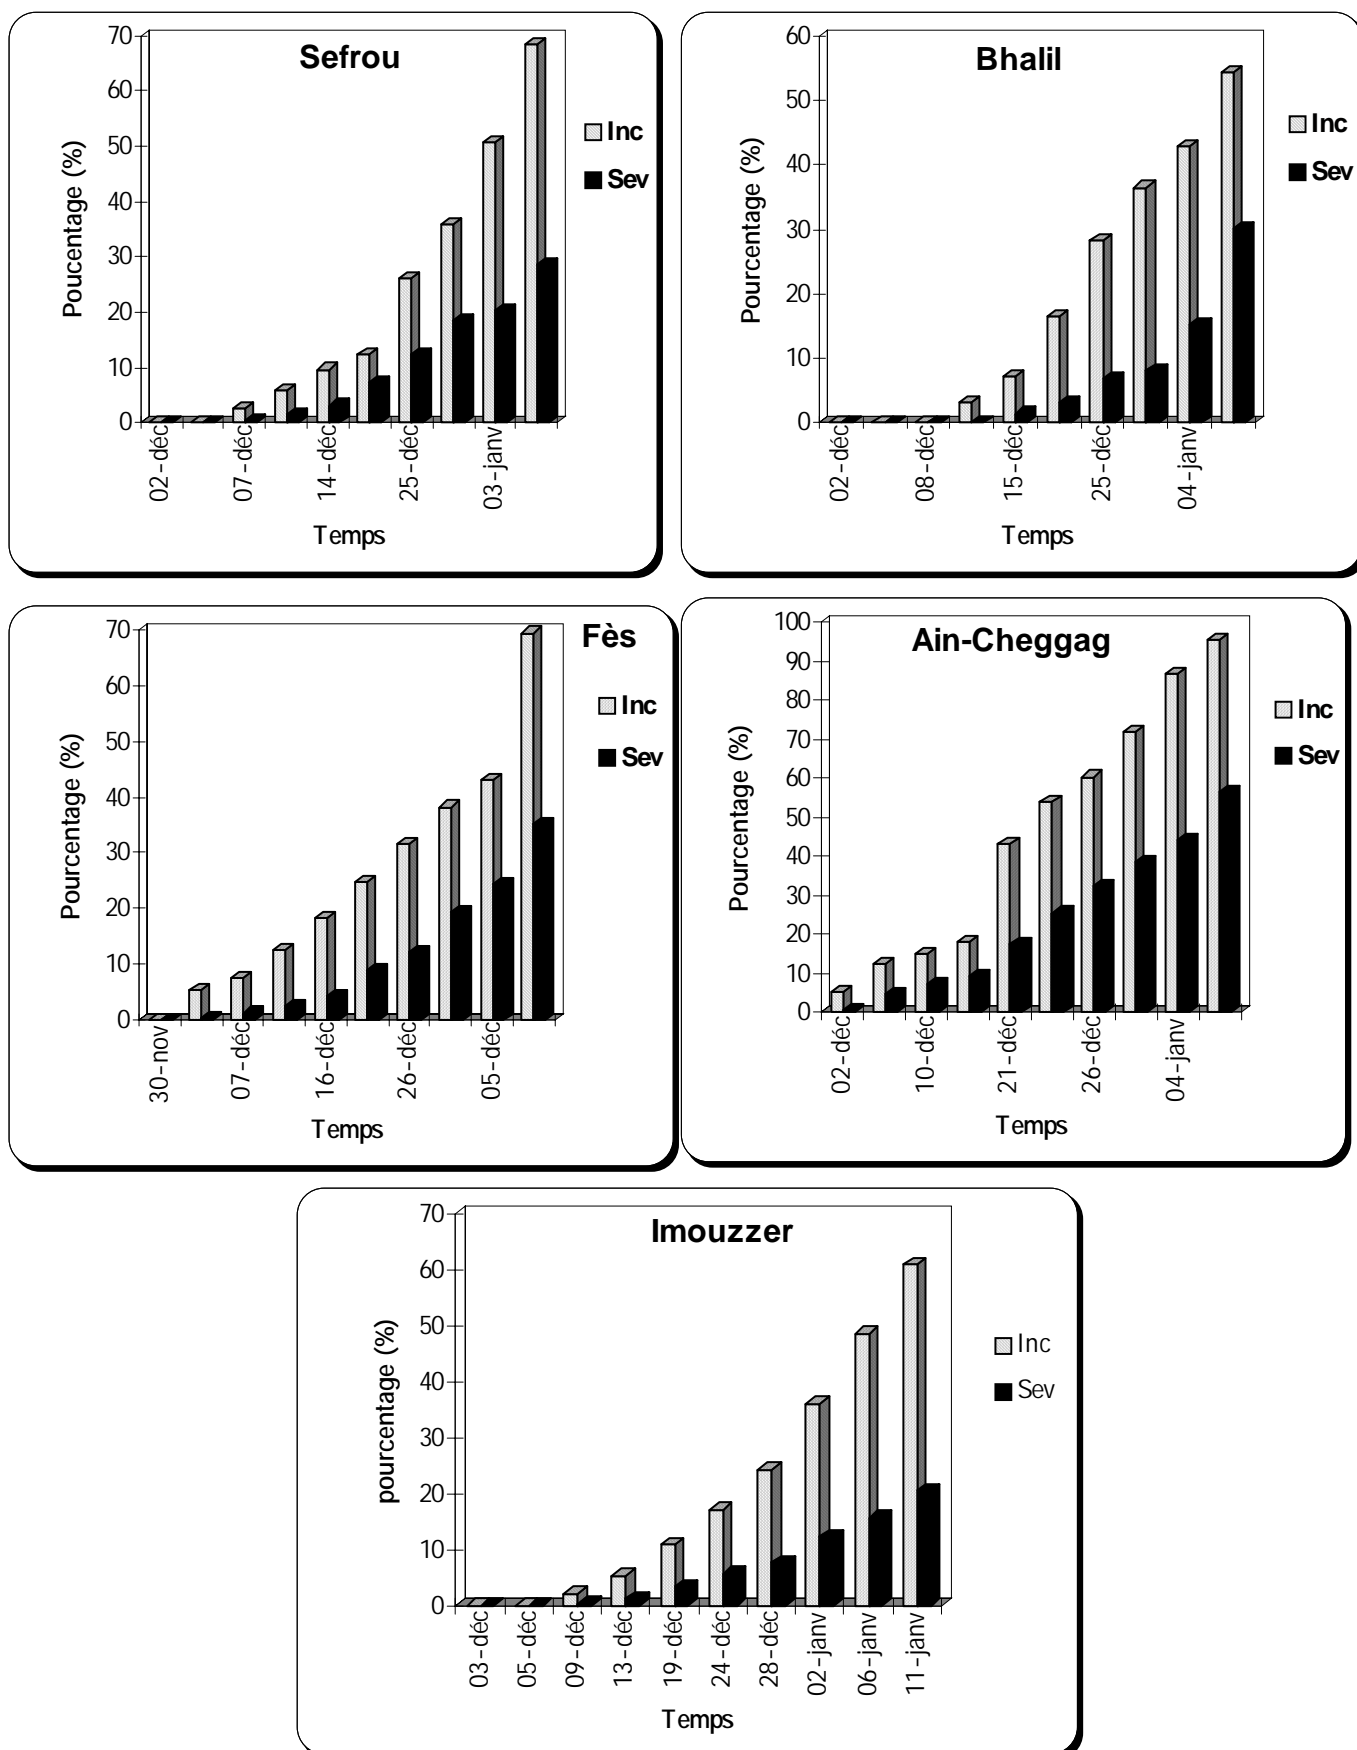 Sefrou
Poucentage (%)
70
60
50
40
30
20
10
0
02-déc
07-déc
14-déc
25-déc
03-janv
Temps
Inc
Sev
Bhalil
Pourcentage (%)
60
50
40
30
20
10
0
02-déc
08-déc
15-déc
25-déc
04-janv
Temps
Inc
Sev
Fès
Pourcentage (%)
70
60
50
40
30
20
10
0
30-nov
07-déc
16-déc
26-déc
05-déc
Temps
Inc
Sev
Ain-Cheggag
Pourcentage (%)
100
90
80
70
60
50
40
30
20
10
0
02-déc
10-déc
21-déc
26-déc
04-janv
Temps
Inc
Sev
Imouzzer
pourcentage (%)
70
60
50
40
30
20
10
0
03-déc
05-déc
09-déc
13-déc
19-déc
24-déc
28-déc
02-janv
06-janv
11-janv
Temps
Inc
Sev